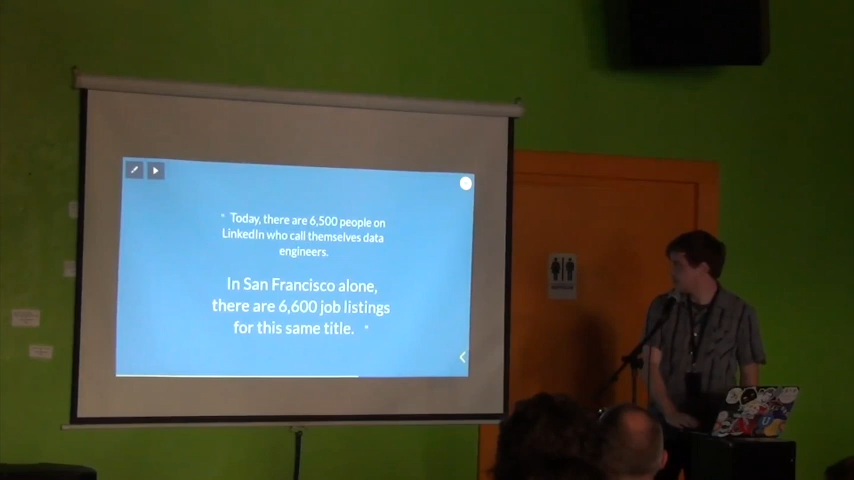 " Today, there are 6,500 people on
LinkedIn who call themselves data
engineers.
In San Francisco alone,
there are 6,600 job listings
for this same title. "